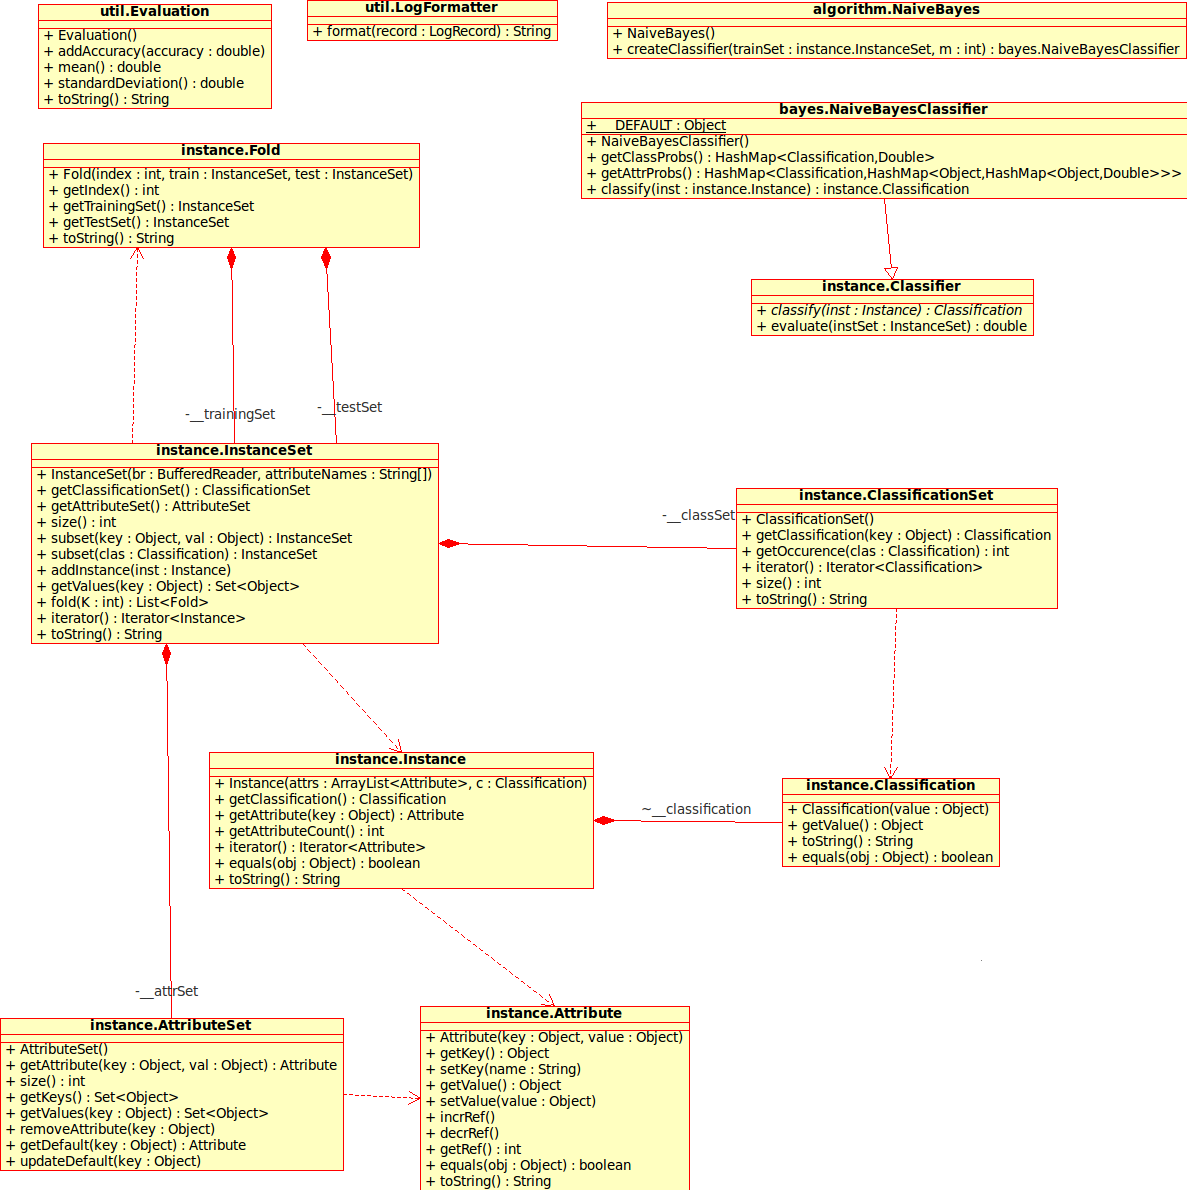 util.Evaluation
+ Evaluation()
+ addAccuracy(accuracy : double)
+ mean() : double
+ standardDeviation() : double
+ toString() : String
util.LogFormatter
+ format(record : LogRecord) : String
algorithm.NaiveBayes
+ NaiveBayes()
+ createClassifier(trainSet : instance.InstanceSet, m : int) : bayes.NaiveBayesClassifier
bayes.NaiveBayesClassifier
+ __DEFAULT : Object
+ NaiveBayesClassifier()
+ getClassProbs() : HashMap<Classification,Double>
+ getAttrProbs() : HashMap<Classification,HashMap<Object,HashMap<Object,Double>>>
+ classify(inst : instance.Instance) : instance.Classification
instance.Fold
+ Fold(index : int, train : InstanceSet, test : InstanceSet)
+ getIndex() : int
+ getTrainingSet() : InstanceSet
+ getTestSet() : InstanceSet
+ toString() : String
instance.Classifier
+ classify(inst : Instance) : Classification
+ evaluate(instSet : InstanceSet) : double
-__trainingSet
-__testSet
instance.InstanceSet
+ InstanceSet(br : BufferedReader, attributeNames : String[])
+ getClassificationSet() : ClassificationSet
+ getAttributeSet() : AttributeSet
+ size() : int
+ subset(key : Object, val : Object) : InstanceSet
+ subset(clas : Classification) : InstanceSet
+ addInstance(inst : Instance)
+ getValues(key : Object) : Set<Object>
+ fold(K : int) : List<Fold>
+ iterator() : Iterator<Instance>
+ toString() : String
-__classSet
instance.ClassificationSet
+ ClassificationSet()
+ getClassification(key : Object) : Classification
+ getOccurence(clas : Classification) : int
+ iterator() : Iterator<Classification>
+ size() : int
+ toString() : String
instance.Instance
+ Instance(attrs : ArrayList<Attribute>, c : Classification)
+ getClassification() : Classification
+ getAttribute(key : Object) : Attribute
+ getAttributeCount() : int
+ iterator() : Iterator<Attribute>
+ equals(obj : Object) : boolean
+ toString() : String
~__classification
instance.Classification
+ Classification(value : Object)
+ getValue() : Object
+ toString() : String
+ equals(obj : Object) : boolean
-__attrSet
instance.AttributeSet
+ AttributeSet()
+ getAttribute(key : Object, val : Object) : Attribute
+ size() : int
+ getKeys() : Set<Object>
+ getValues(key : Object) : Set<Object>
+ removeAttribute(key : Object)
+ getDefault(key : Object) : Attribute
+ updateDefault(key : Object)
instance.Attribute
+ Attribute(key : Object, value : Object)
+ getKey() : Object
+ setKey(name : String)
+ getValue() : Object
+ setValue(value : Object)
+ incrRef()
+ decrRef()
+ getRef() : int
+ equals(obj : Object) : boolean
+ toString() : String